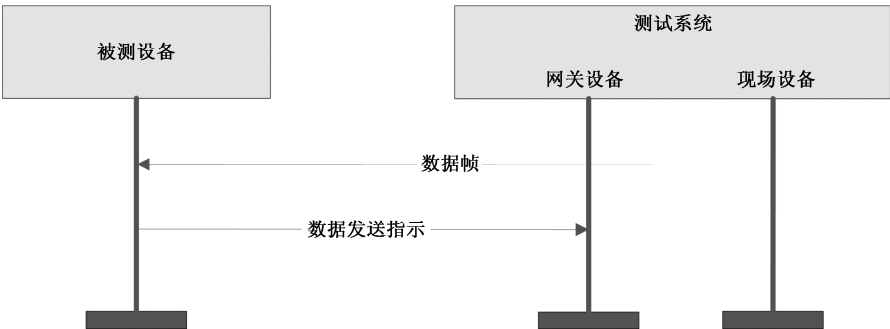 测试系统
被测设备
网关设备
现场设备
数据帧
数据发送指示